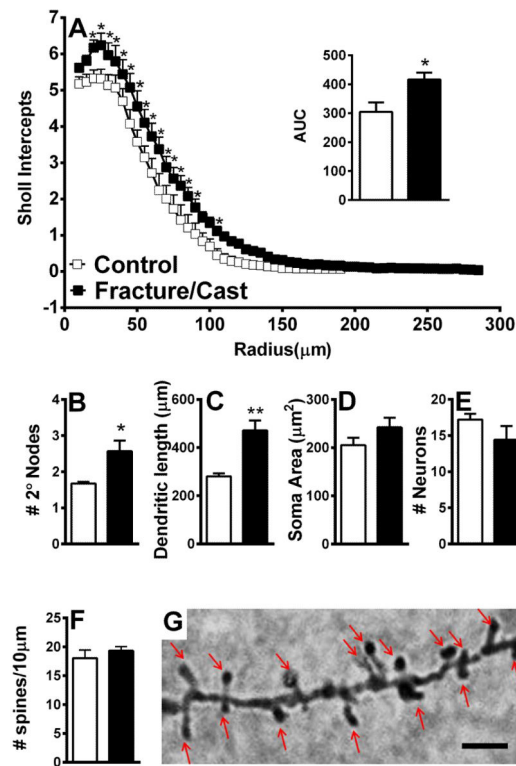 A
7
6
5
4
3
2
1
0
-1
Sholl Intercepts
* * * * * * * * * * * * * * * *
Control
Fracture/Cast
0 50 100 150 200 250 300
Radius(μm)
500
400
300
200
100
0
AUC
*
B
# 2° Nodes
4
3
2
1
0
*
C
Dendritic length (μm)
600
400
200
0
**
D
Soma Area (μm²)
300
200
100
0
E
# Neurons
20
15
10
5
0
F
# spines/10μm
25
20
15
10
5
0
G